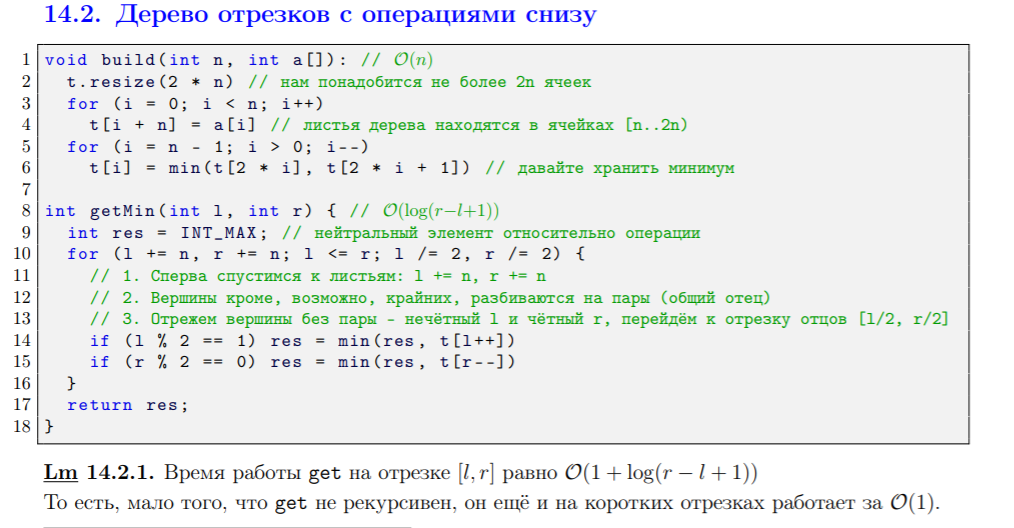 14.2. Дерево отрезков с операциями снизу
1 void build(int n, int a[]): // O(n)
2   t.resize(2 * n) // нам понадобится не более 2n ячеек
3   for (i = 0; i < n; i++)
4     t[i + n] = a[i] // листья дерева находятся в ячейках [n..2n)
5   for (i = n - 1; i > 0; i--)
6     t[i] = min(t[2 * i], t[2 * i + 1]) // давайте хранить минимум
7
8 int getMin(int l, int r) { // O(log(r−l+1))
9   int res = INT_MAX; // нейтральный элемент относительно операции
10   for (l += n, r += n; l <= r; l /= 2, r /= 2) {
11     // 1. Сперва спустимся к листьям: l += n, r += n
12     // 2. Вершины кроме, возможно, крайних, разбиваются на пары (общий отец)
13     // 3. Отрежем вершины без пары - нечётный l и чётный r, перейдём к отрезку отцов [l/2, r/2]
14     if (l % 2 == 1) res = min(res, t[l++])
15     if (r % 2 == 0) res = min(res, t[r--])
16   }
17   return res;
18 }
Lm 14.2.1. Время работы get на отрезке [l, r] равно O(1 + log(r − l + 1))
То есть, мало того, что get не рекурсивен, он ещё и на коротких отрезках работает за O(1).